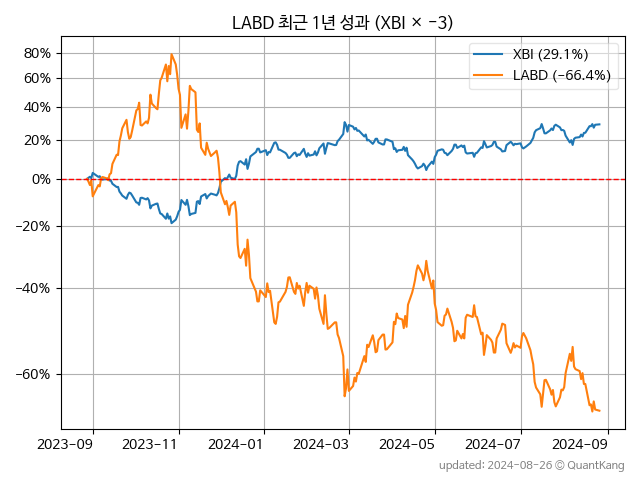 LABD 최근 1년 성과 (XBI × -3)
XBI (29.1%)
LABD (-66.4%)
80%
60%
40%
20%
0%
-20%
-40%
-60%
2023-09 2023-11 2024-01 2024-03 2024-05 2024-07 2024-09
updated: 2024-08-26 © QuantKang